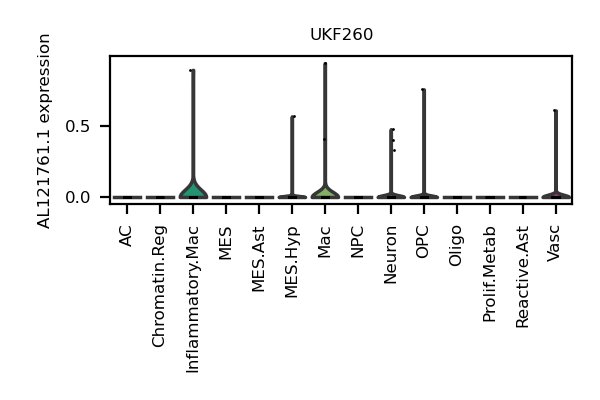 UKF260
AL121761.1 expression
0.5
0.0
AC
Chromatin.Reg
Inflammatory.Mac
MES
MES.Ast
MES.Hyp
Mac
NPC
Neuron
OPC
Oligo
Prolif.Metab
Reactive.Ast
Vasc